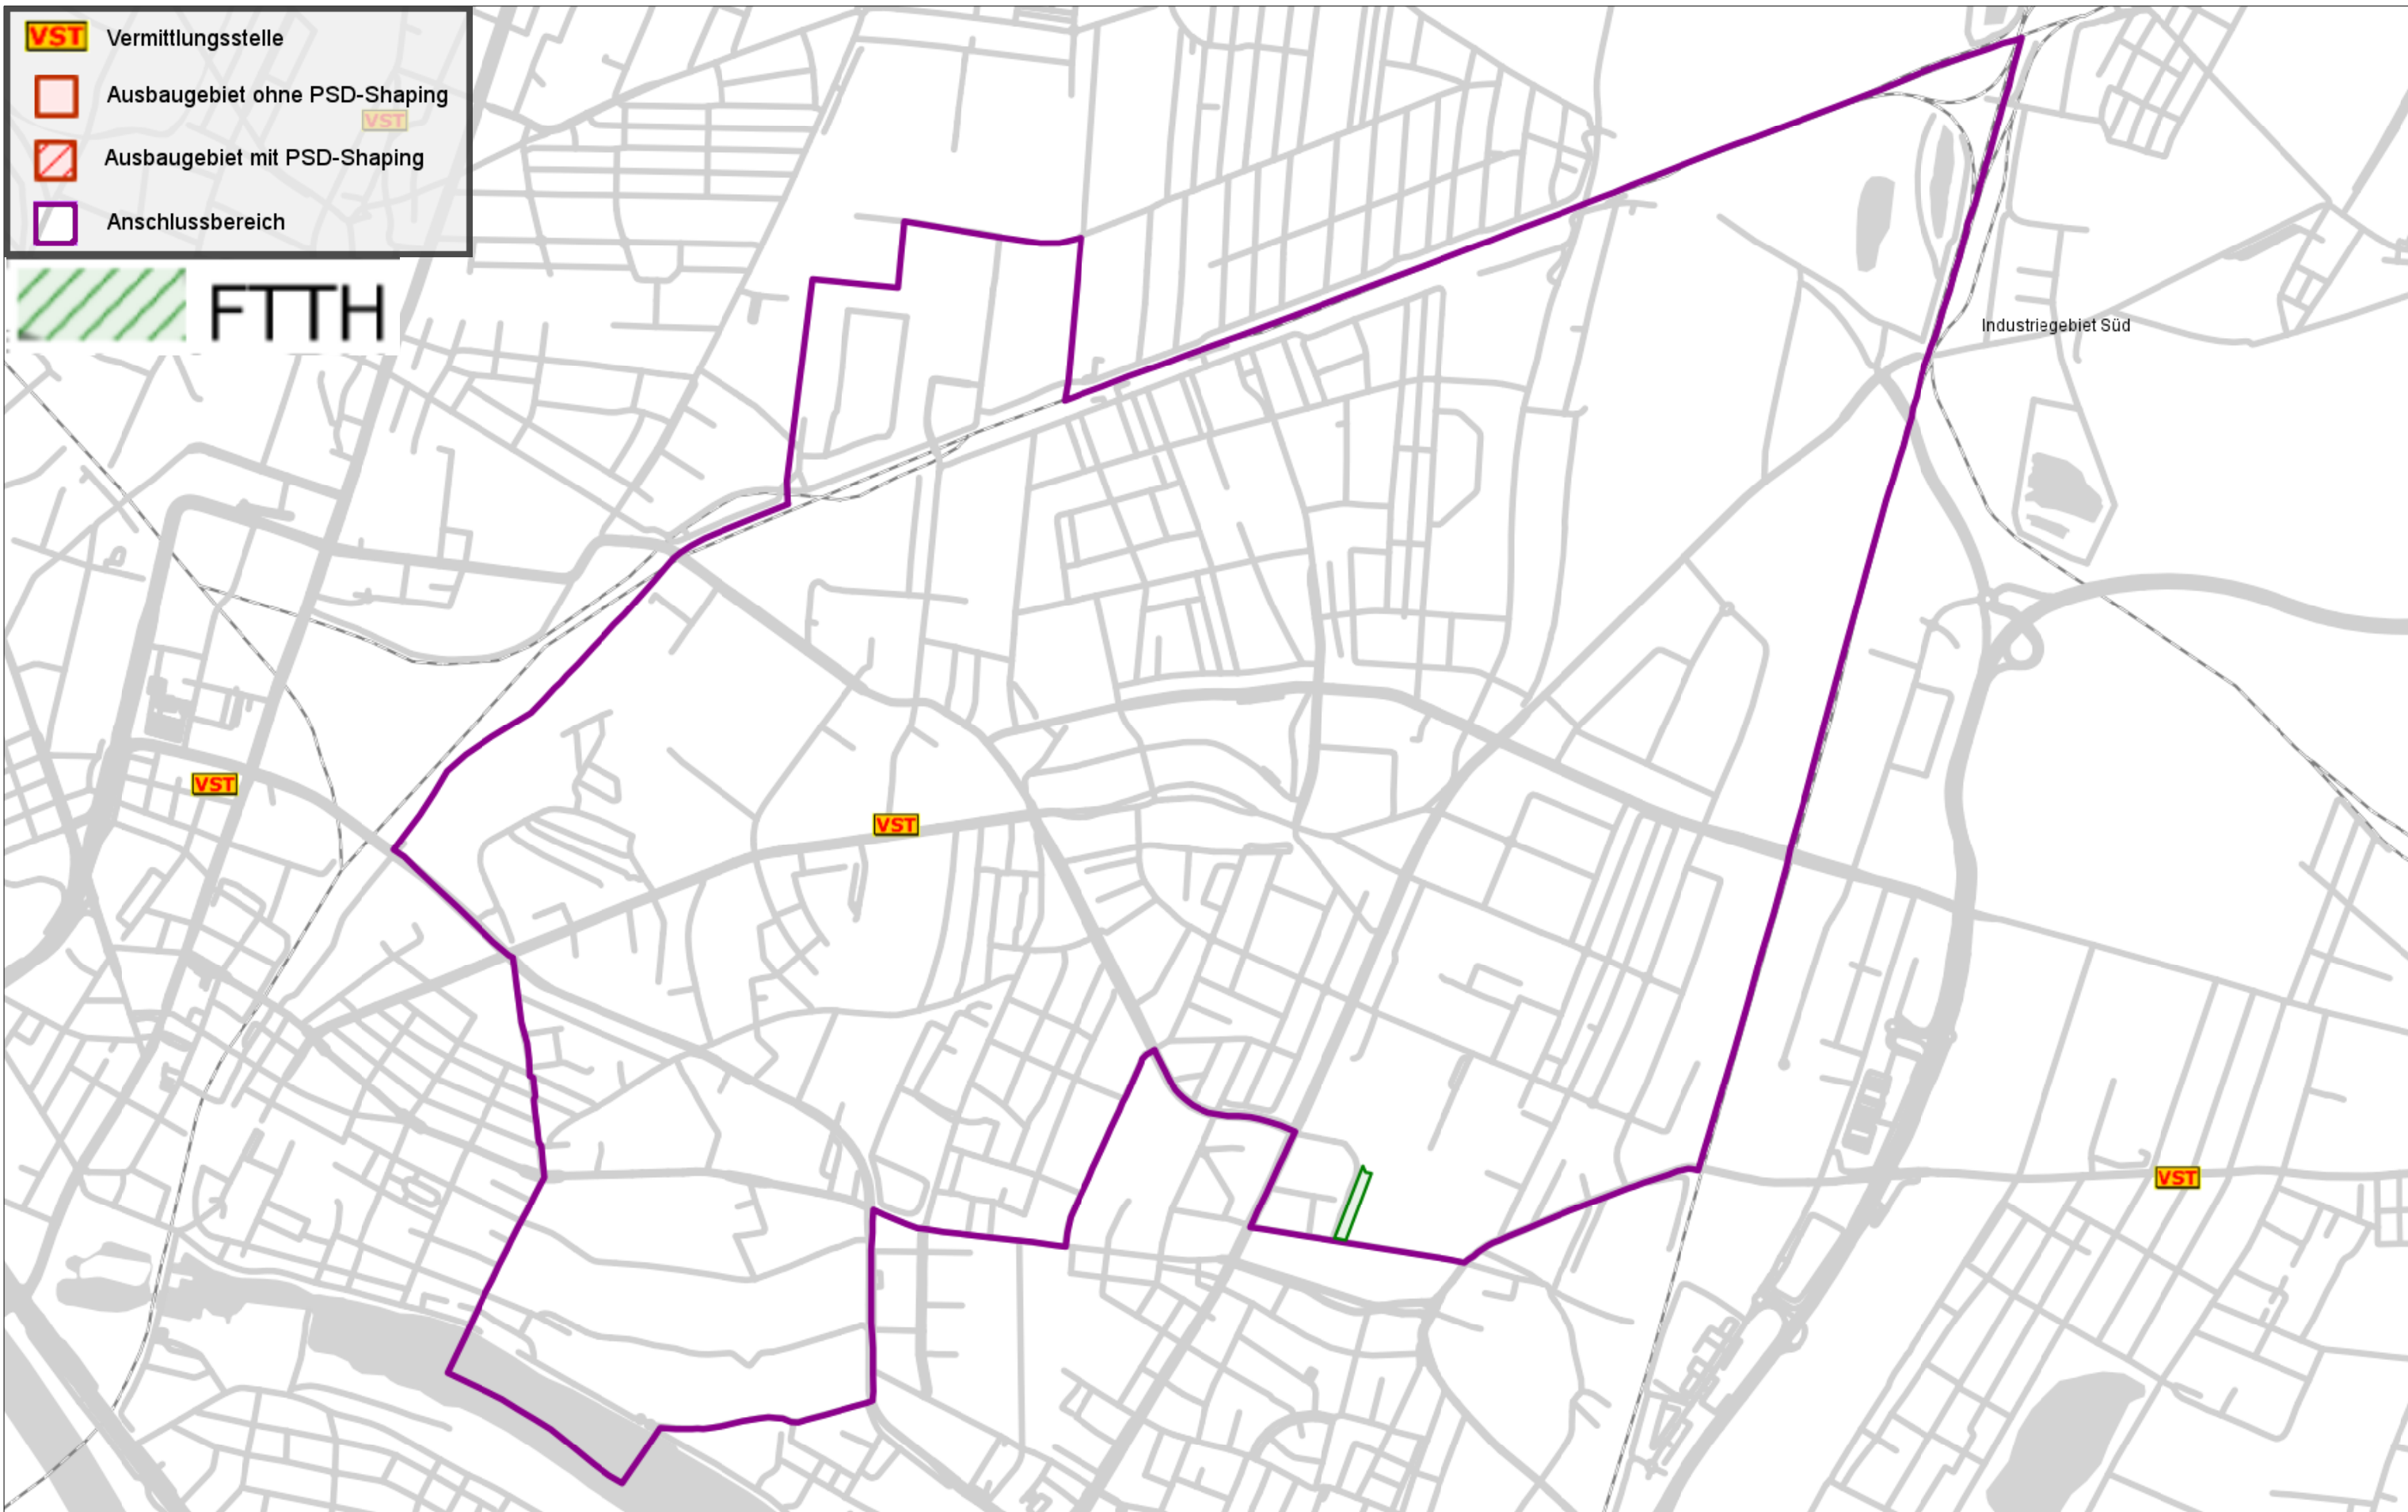 VST Vermittlungsstelle
Ausbaugebiet ohne PSD-Shaping
VST
Ausbaugebiet mit PSD-Shaping
Anschlussbereich
FTTH
Industriegebiet Süd
VST
VST
VST